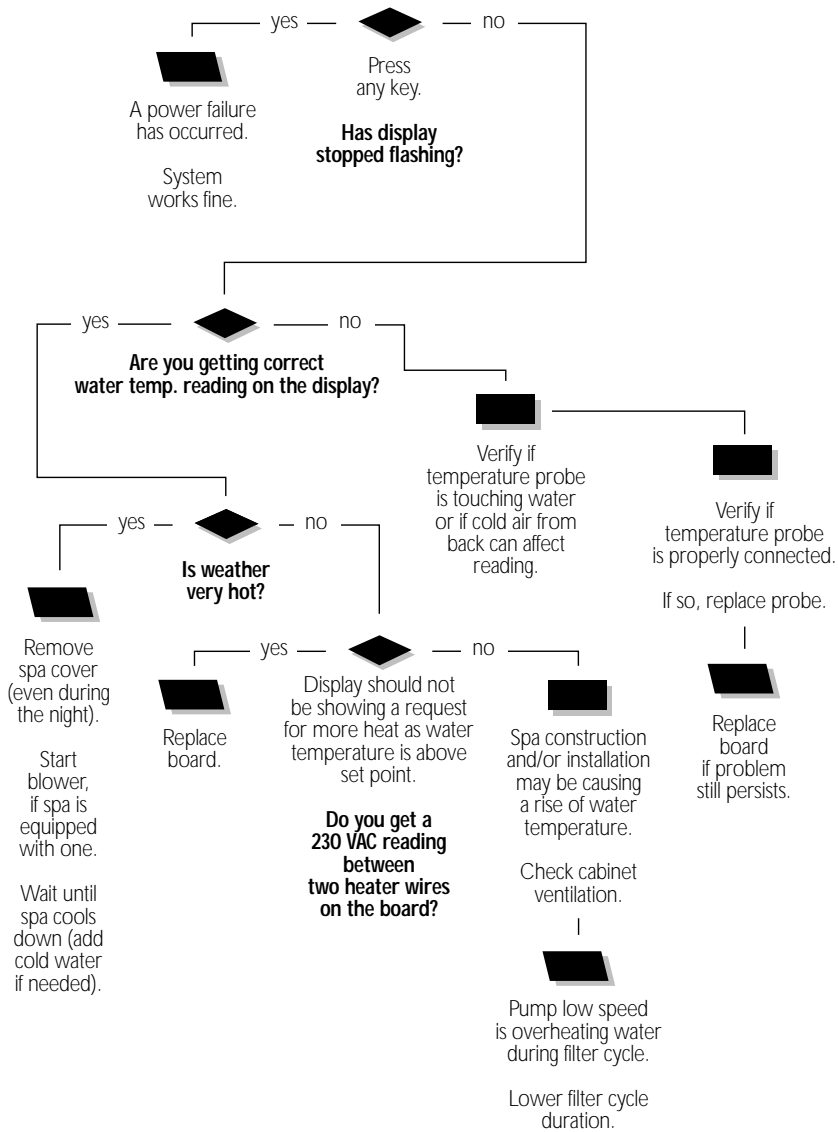 yes
no
Press
any key.
Has display
stopped flashing?
A power failure
has occurred.
System
works fine.
yes
no
Are you getting correct
water temp. reading on the display?
Verify if
temperature probe
is touching water
or if cold air from
back can affect
reading.
Verify if
temperature probe
is properly connected.
If so, replace probe.
Replace
board
if problem
still persists.
yes
no
Is weather
very hot?
Remove
spa cover
(even during
the night).
Start
blower,
if spa is
equipped
with one.
Wait until
spa cools
down (add
cold water
if needed).
yes
no
Display should not
be showing a request
for more heat as water
temperature is above
set point.
Do you get a
230 VAC reading
between
two heater wires
on the board?
Replace
board.
Spa construction
and/or installation
may be causing
a rise of water
temperature.
Check cabinet
ventilation.
Pump low speed
is overheating water
during filter cycle.
Lower filter cycle
duration.